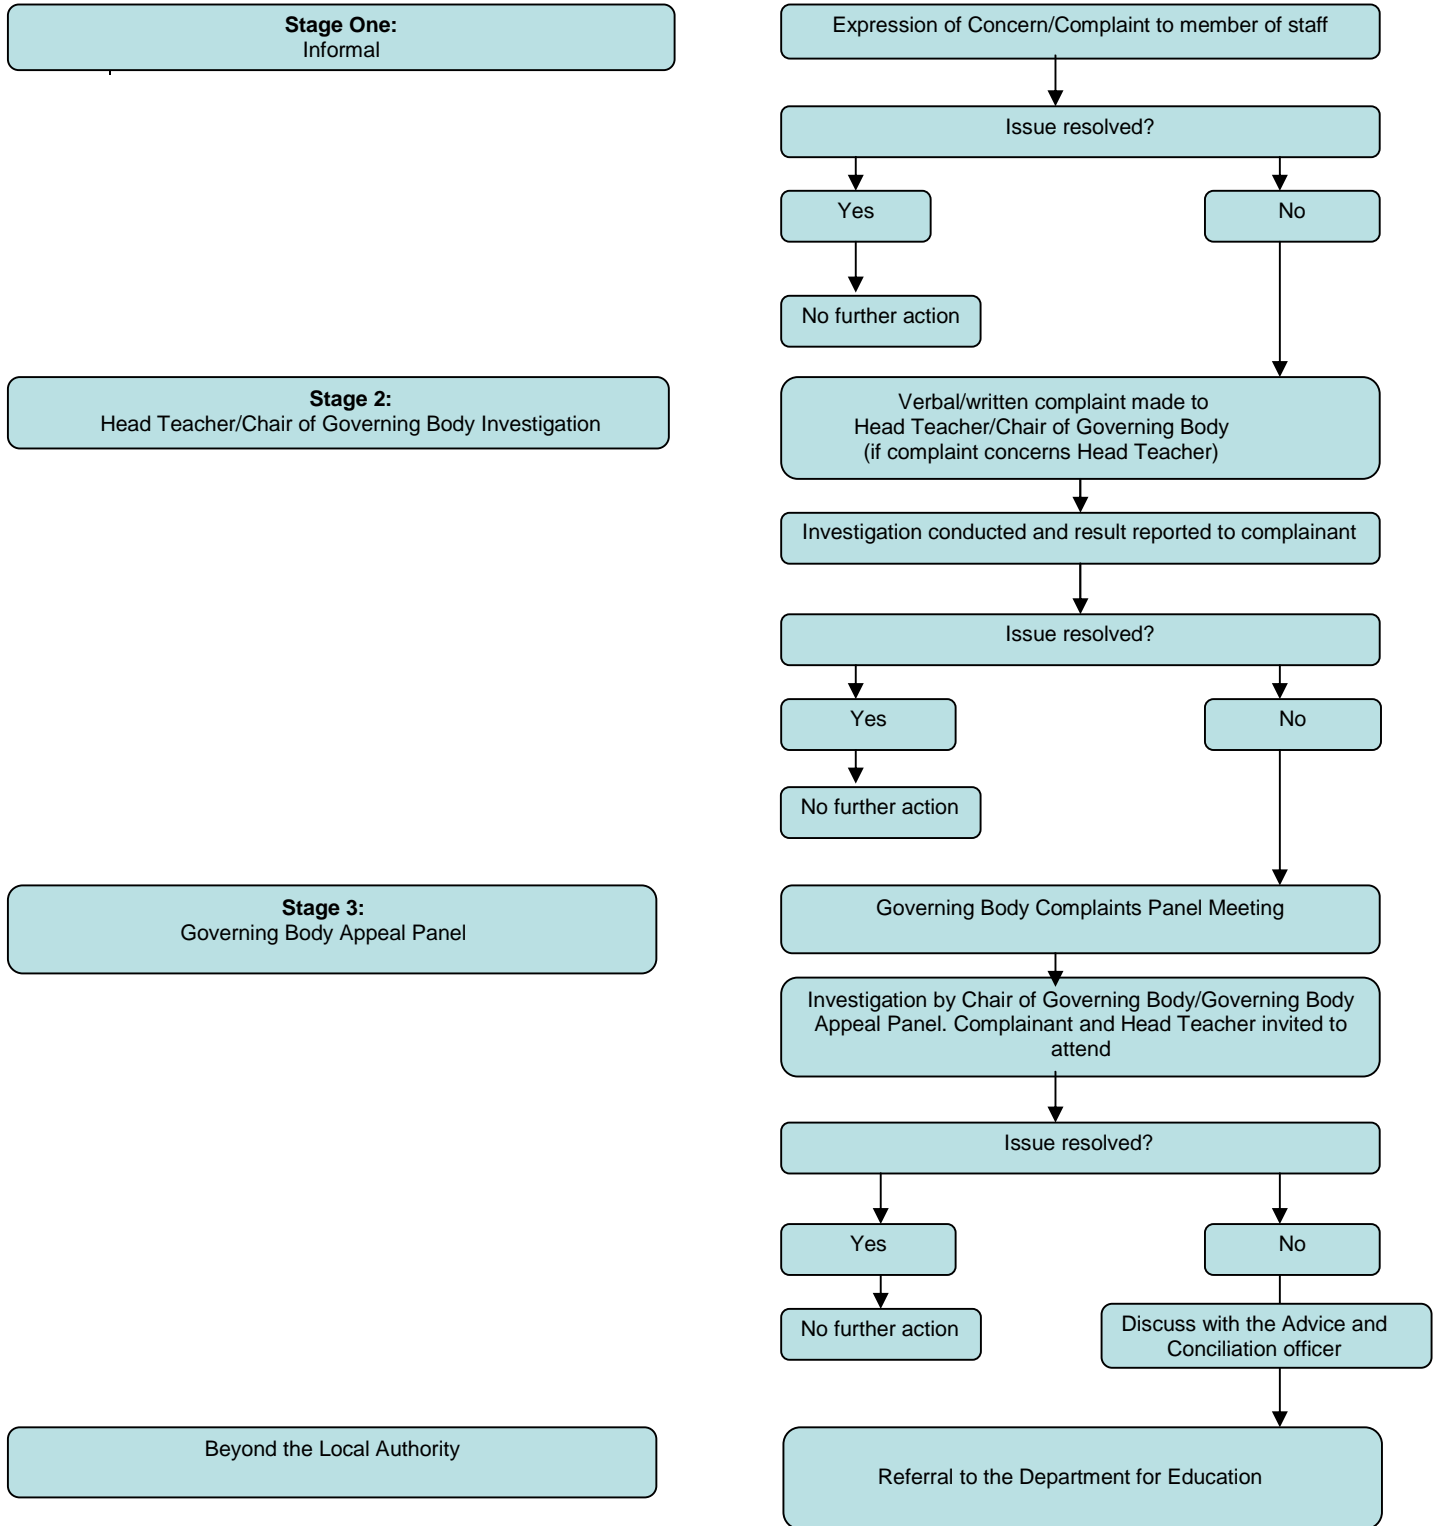 Stage One:
Informal
Expression of Concern/Complaint to member of staff
Issue resolved?
Yes
No
No further action
Stage 2:
Head Teacher/Chair of Governing Body Investigation
Verbal/written complaint made to
Head Teacher/Chair of Governing Body
(if complaint concerns Head Teacher)
Investigation conducted and result reported to complainant
Issue resolved?
Yes
No
No further action
Stage 3:
Governing Body Appeal Panel
Governing Body Complaints Panel Meeting
Investigation by Chair of Governing Body/Governing Body
Appeal Panel. Complainant and Head Teacher invited to
attend
Issue resolved?
Yes
No
No further action
Discuss with the Advice and
Conciliation officer
Beyond the Local Authority
Referral to the Department for Education